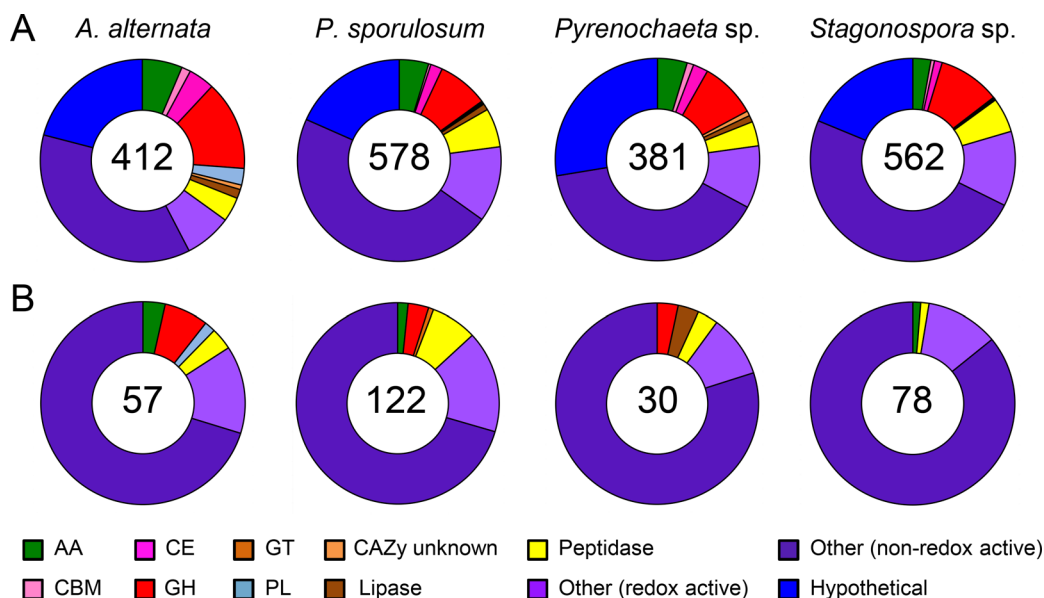 A
A. alternata
P. sporulosum
Pyrenochaeta sp.
Stagonospora sp.
412
578
381
562
B
57
122
30
78
AA
CE
GT
CAZy unknown
Peptidase
Other (non-redox active)
CBM
GH
PL
Lipase
Other (redox active)
Hypothetical